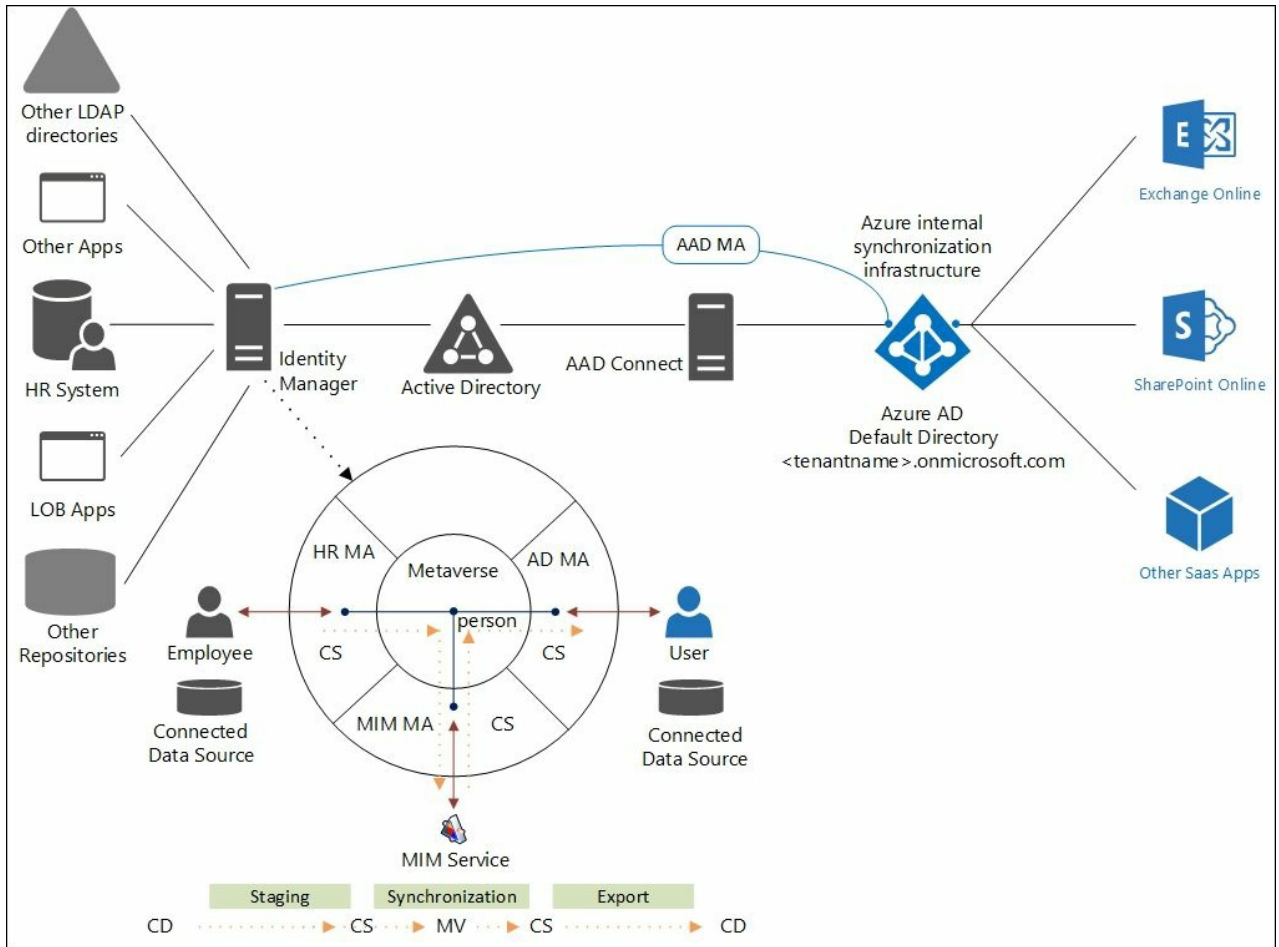 Other LDAP
directories
Other Apps
HR System
LOB Apps
Other
Repositories
Identity
Manager
Active Directory
AAD MA
AAD Connect
Azure internal
synchronization
infrastructure
Azure AD
Default Directory
<tenantname>.onmicrosoft.com
E
Exchange Online
S
SharePoint Online
Other Saas Apps
HR MA
Metaverse
AD MA
person
CS
CS
MIM MA
CS
Employee
Connected
Data Source
User
Connected
Data Source
MIM Service
Staging
Synchronization
Export
CD
CS
MV
CS
CD